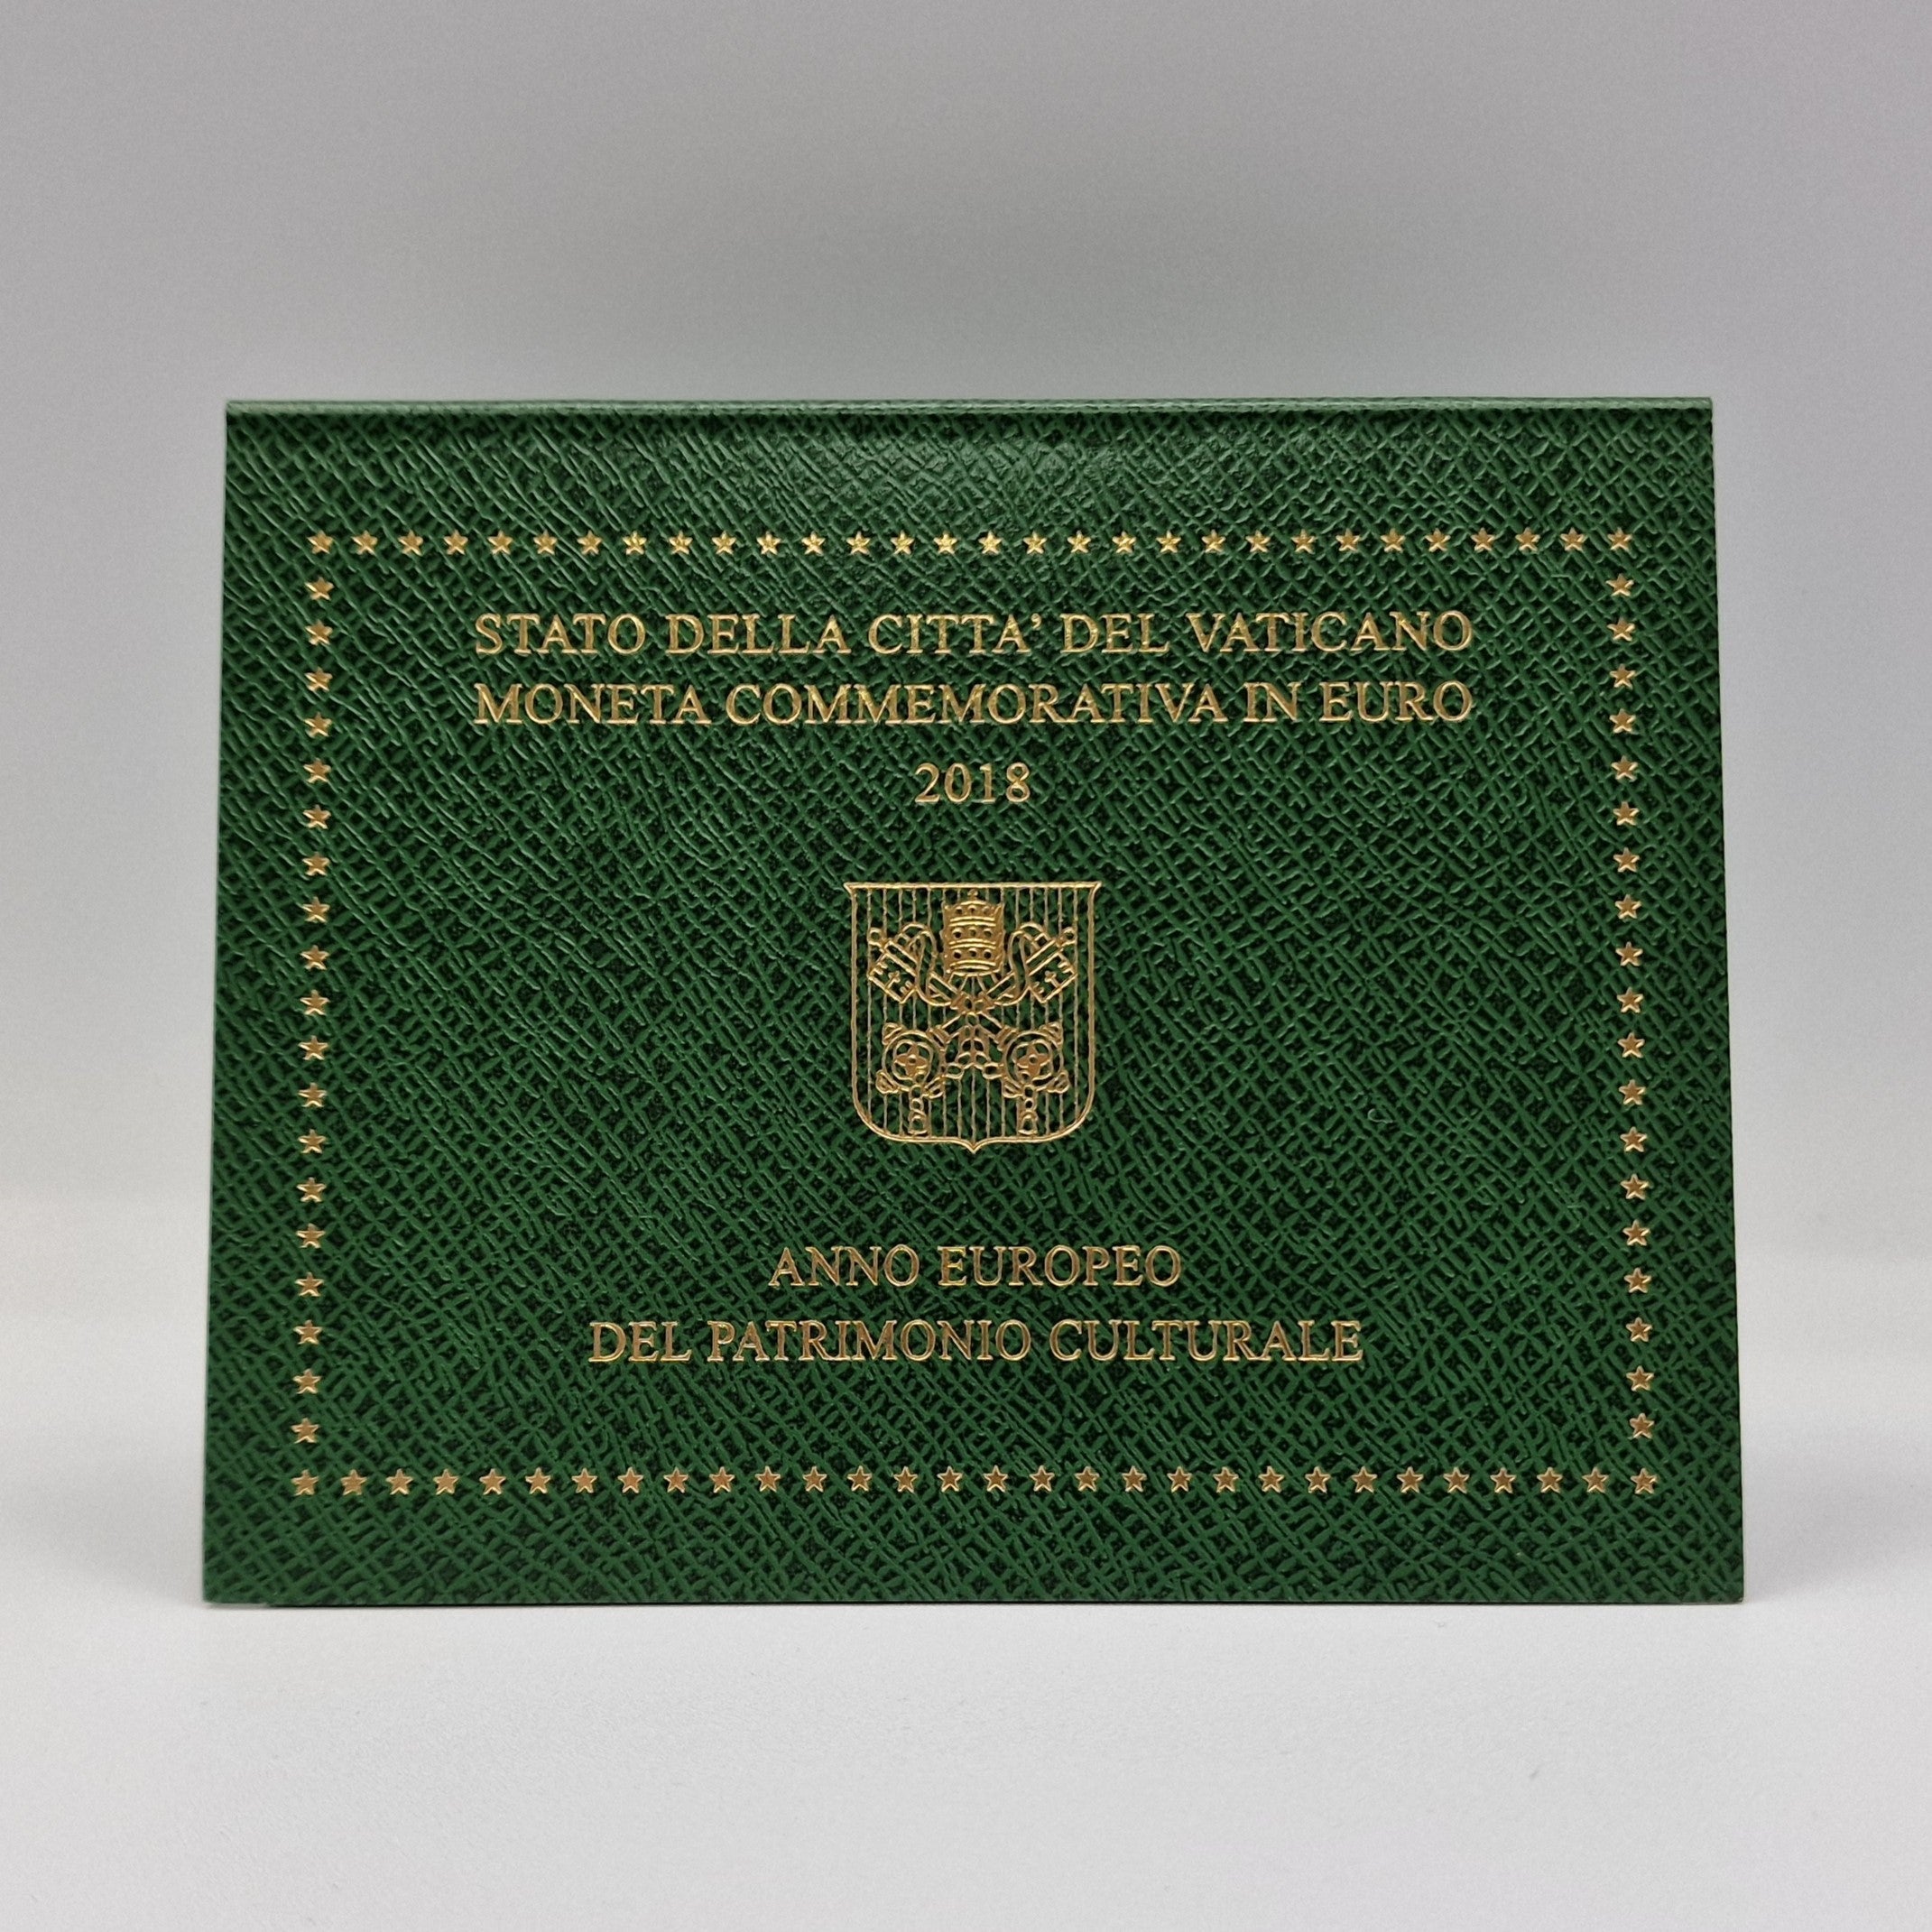 STATO DELLA CITTA' DEL VATICANO
MONETA COMMEMORATIVA IN EURO
2018
ANNO EUROPEO
DEL PATRIMONIO CULTURALE